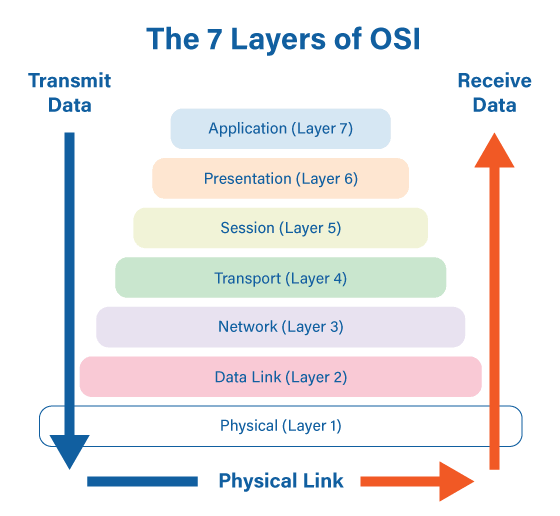 The 7 Layers of OSI
Transmit
Data
Receive
Data
Application (Layer 7)
Presentation (Layer 6)
Session (Layer 5)
Transport (Layer 4)
Network (Layer 3)
Data Link (Layer 2)
Physical (Layer 1)
Physical Link